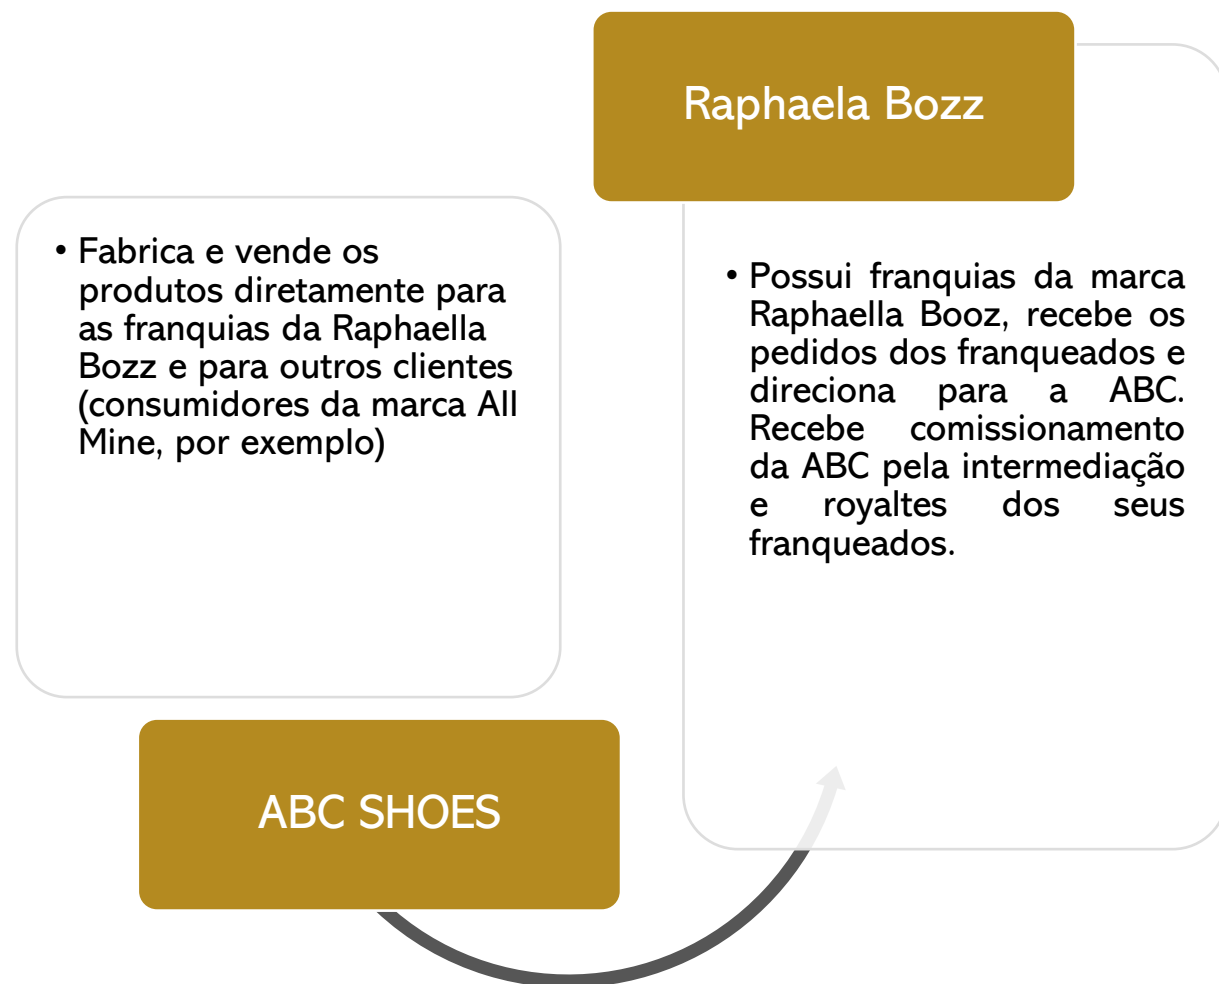 Raphaela Bozz
• Fabrica e vende os
produtos diretamente para
as franquias da Raphaella
Bozz e para outros clientes
(consumidores da marca All
Mine, por exemplo)
ABC SHOES
• Possui franquias da marca
Raphaella Booz, recebe os
pedidos dos franqueados e
direciona para a ABC.
Recebe comissionamento
da ABC pela intermediação
e royaltes dos seus
franqueados.